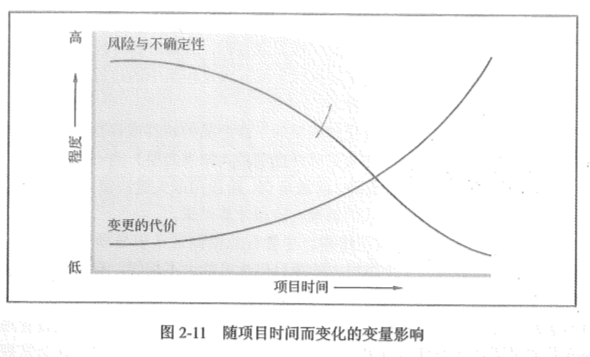 高
风险与不确定性
程度
变更的代价
低
项目时间
图 2-11 随项目时间而变化的变量影响